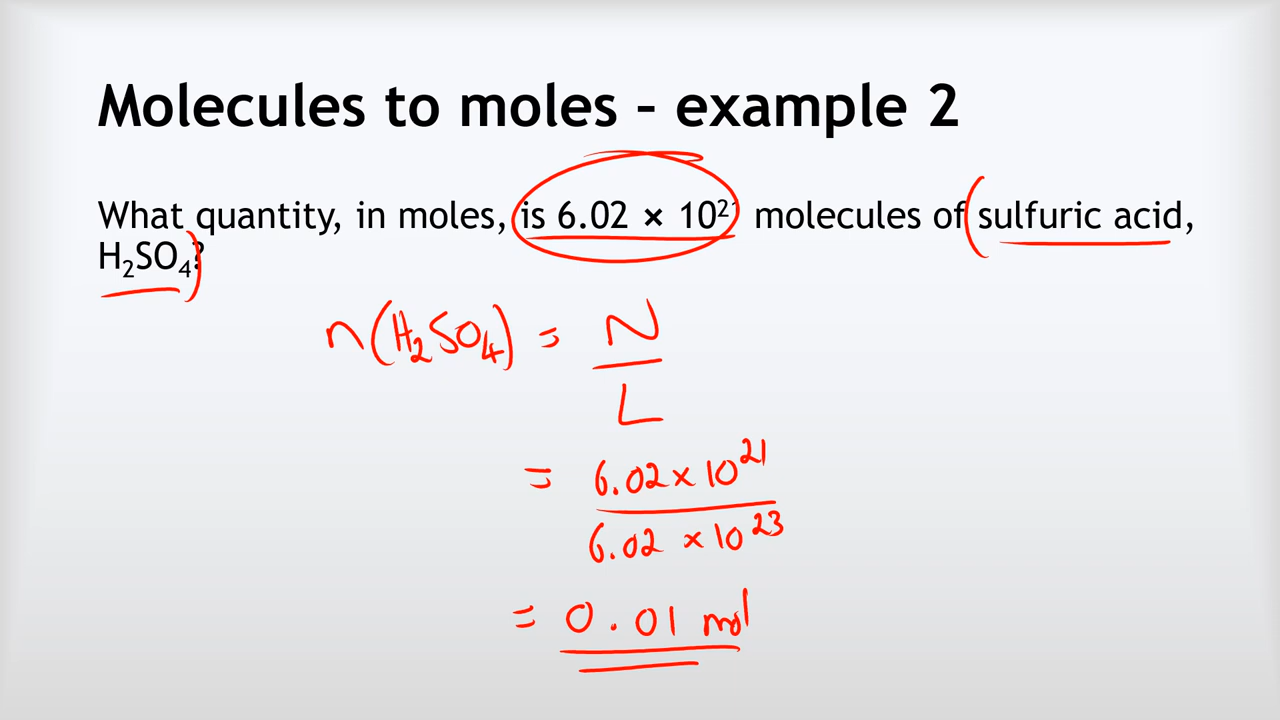 Molecules to moles – example 2
What quantity, in moles, is 6.02 × 10²¹ molecules of sulfuric acid,
H₂SO₄?
n(H₂SO₄) = N
L
= 6.02 × 10²¹
6.02 × 10²³
= 0.01 mol